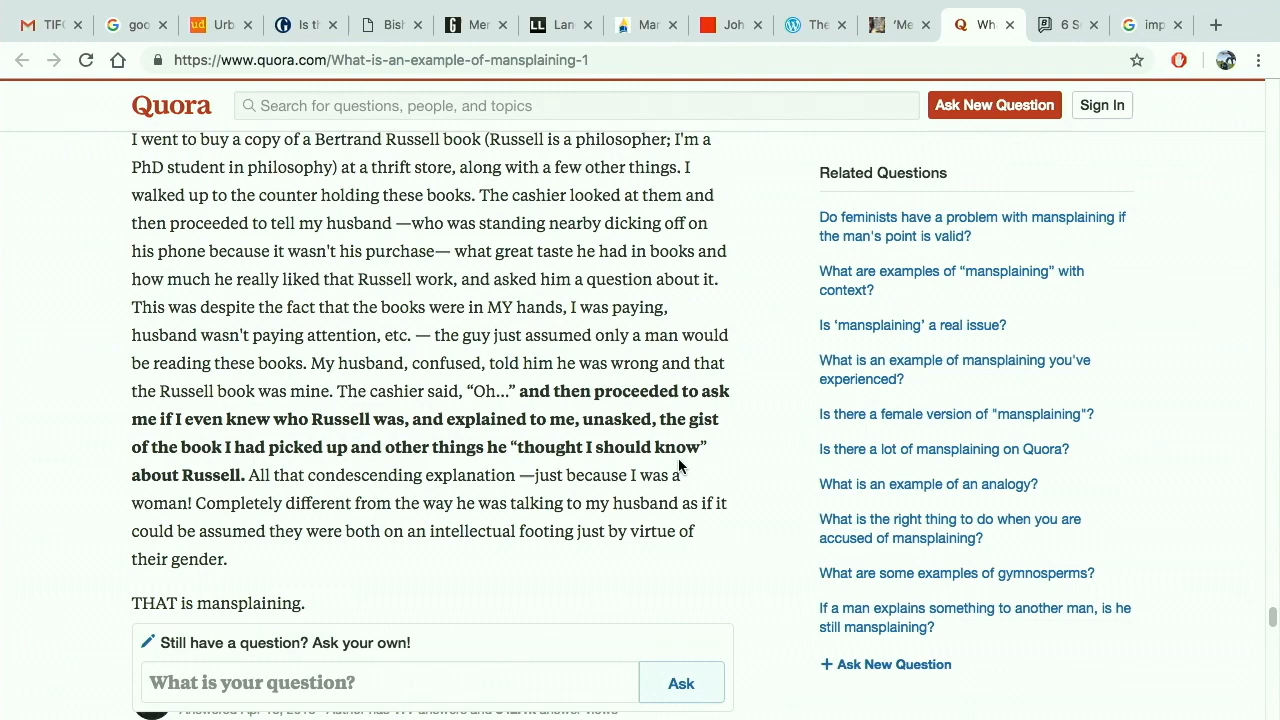 TIFC
goo
Urb
Is th
Bish
Mer
Lan
Mar
Joh
The
'Me
Wh
6 S
imp
https://www.quora.com/What-is-an-example-of-mansplaining-1
Quora
Search for questions, people, and topics
Ask New Question
Sign In
I went to buy a copy of a Bertrand Russell book (Russell is a philosopher; I'm a
PhD student in philosophy) at a thrift store, along with a few other things. I
walked up to the counter holding these books. The cashier looked at them and
then proceeded to tell my husband —who was standing nearby dicking off on
his phone because it wasn't his purchase— what great taste he had in books and
how much he really liked that Russell work, and asked him a question about it.
This was despite the fact that the books were in MY hands, I was paying,
husband wasn't paying attention, etc. — the guy just assumed only a man would
be reading these books. My husband, confused, told him he was wrong and that
the Russell book was mine. The cashier said, “Oh...” and then proceeded to ask
me if I even knew who Russell was, and explained to me, unasked, the gist
of the book I had picked up and other things he “thought I should know”
about Russell. All that condescending explanation —just because I was a
woman! Completely different from the way he was talking to my husband as if it
could be assumed they were both on an intellectual footing just by virtue of
their gender.
THAT is mansplaining.
Still have a question? Ask your own!
What is your question?
Ask
Related Questions
Do feminists have a problem with mansplaining if
the man's point is valid?
What are examples of “mansplaining” with
context?
Is ‘mansplaining’ a real issue?
What is an example of mansplaining you've
experienced?
Is there a female version of "mansplaining"?
Is there a lot of mansplaining on Quora?
What is an example of an analogy?
What is the right thing to do when you are
accused of mansplaining?
What are some examples of gymnosperms?
If a man explains something to another man, is he
still mansplaining?
Ask New Question